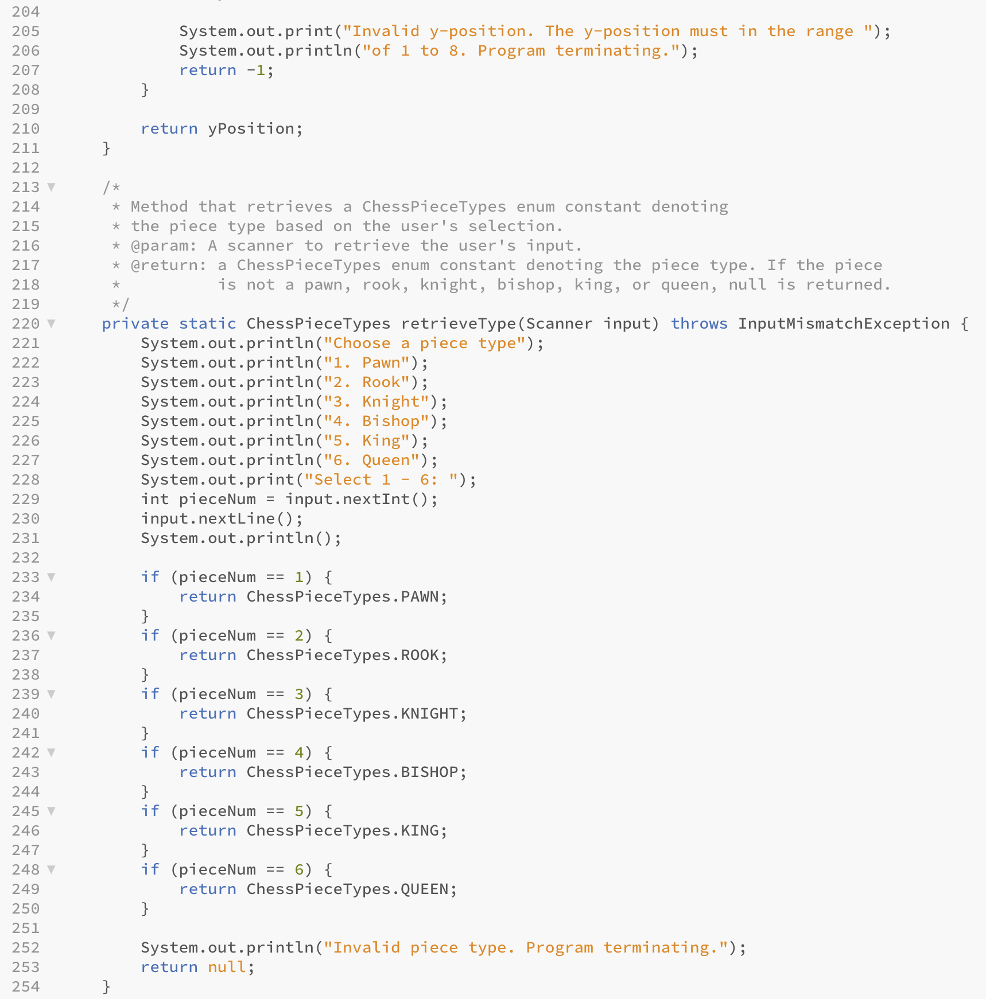 204
205 System.out.print("Invalid y-position. The y-position must in the range ");
206 System.out.println("of 1 to 8. Program terminating.");
207 return -1;
208 }
209
210 return yPosition;
211 }
212
213 /*
214 * Method that retrieves a ChessPieceTypes enum constant denoting
215 * the piece type based on the user's selection.
216 * @param: A scanner to retrieve the user's input.
217 * @return: a ChessPieceTypes enum constant denoting the piece type. If the piece
218 * is not a pawn, rook, knight, bishop, king, or queen, null is returned.
219 */
220 private static ChessPieceTypes retrieveType(Scanner input) throws InputMismatchException {
221 System.out.println("Choose a piece type");
222 System.out.println("1. Pawn");
223 System.out.println("2. Rook");
224 System.out.println("3. Knight");
225 System.out.println("4. Bishop");
226 System.out.println("5. King");
227 System.out.println("6. Queen");
228 System.out.print("Select 1 - 6: ");
229 int pieceNum = input.nextInt();
230 input.nextLine();
231 System.out.println();
232
233 if (pieceNum == 1) {
234 return ChessPieceTypes.PAWN;
235 }
236 if (pieceNum == 2) {
237 return ChessPieceTypes.ROOK;
238 }
239 if (pieceNum == 3) {
240 return ChessPieceTypes.KNIGHT;
241 }
242 if (pieceNum == 4) {
243 return ChessPieceTypes.BISHOP;
244 }
245 if (pieceNum == 5) {
246 return ChessPieceTypes.KING;
247 }
248 if (pieceNum == 6) {
249 return ChessPieceTypes.QUEEN;
250 }
251
252 System.out.println("Invalid piece type. Program terminating.");
253 return null;
254 }